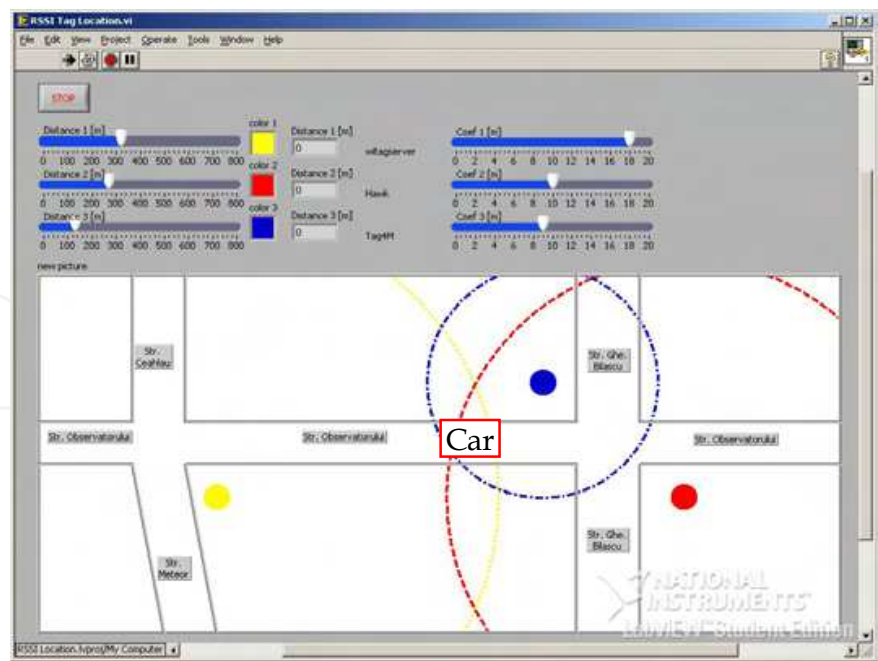 RSSI Tag Location.vi
File Edit View Project Operate Tools Window Help
STOP
Distance 1 [m]
0 100 200 300 400 500 600 700 800
color 1
Distance 1 [m]
0
witagserver
Coef 1 [m]
0 2 4 6 8 10 12 14 16 18 20
Distance 2 [m]
0 100 200 300 400 500 600 700 800
color 2
Distance 2 [m]
0
Hawk
Coef 2 [m]
0 2 4 6 8 10 12 14 16 18 20
Distance 3 [m]
0 100 200 300 400 500 600 700 800
color 3
Distance 3 [m]
0
Tag4M
Coef 3 [m]
0 2 4 6 8 10 12 14 16 18 20
new picture
Str.
Ceahlau
Str. Ghe.
Bilascu
Str. Observatorului
Str. Observatorului
Car
Str. Observatorului
Str.
Meteor
Str. Ghe.
Bilascu
NATIONAL
INSTRUMENTS
LabVIEW Student Edition
RSSI Location.lvproj/My Computer